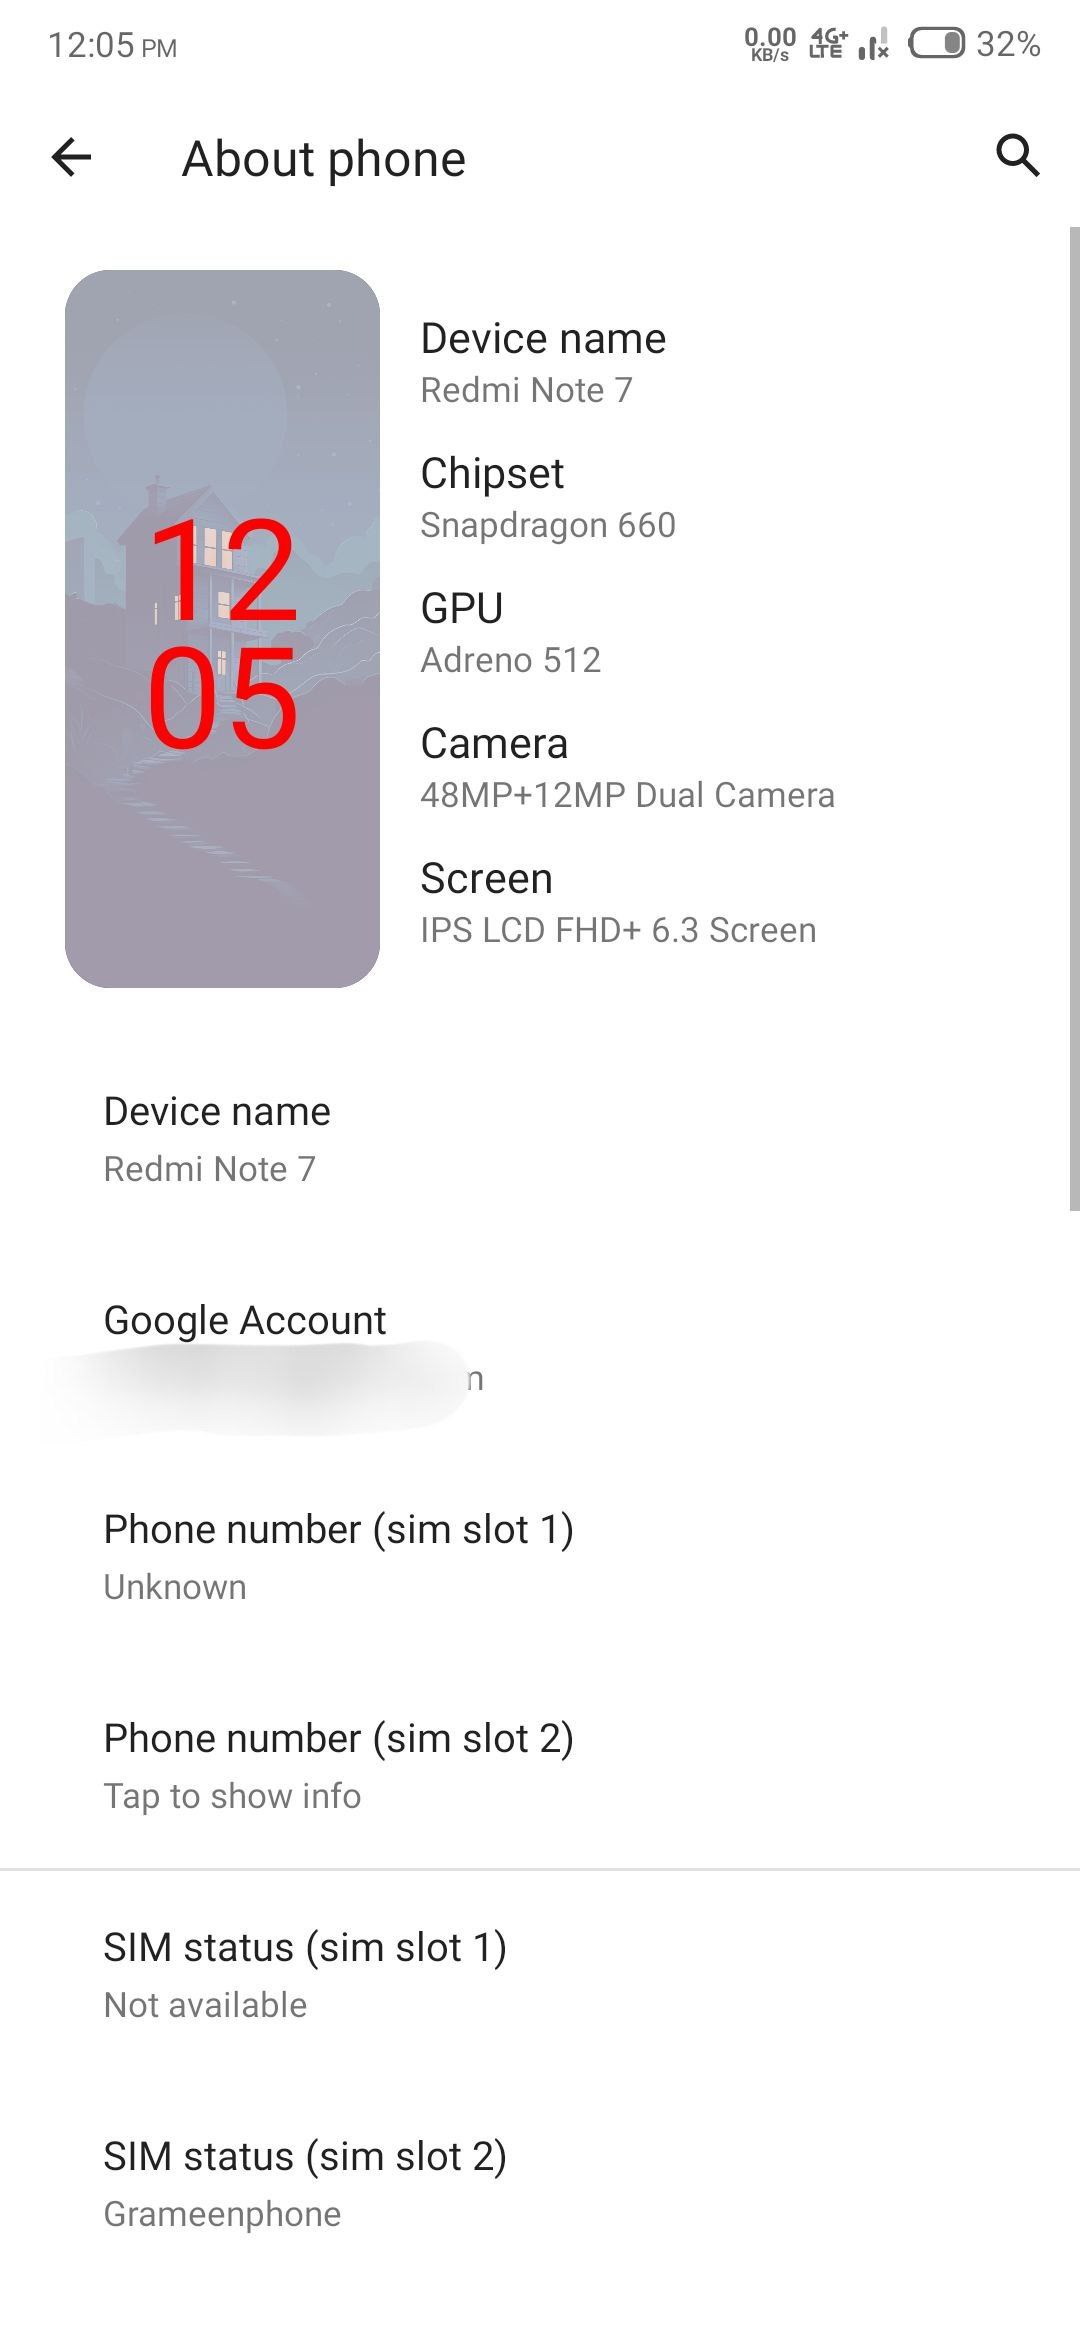 12:05 PM
0.00 KB/s 4G+ LTE 32%
About phone
12
05
Device name
Redmi Note 7
Chipset
Snapdragon 660
GPU
Adreno 512
Camera
48MP+12MP Dual Camera
Screen
IPS LCD FHD+ 6.3 Screen
Device name
Redmi Note 7
Google Account
Phone number (sim slot 1)
Unknown
Phone number (sim slot 2)
Tap to show info
SIM status (sim slot 1)
Not available
SIM status (sim slot 2)
Grameenphone